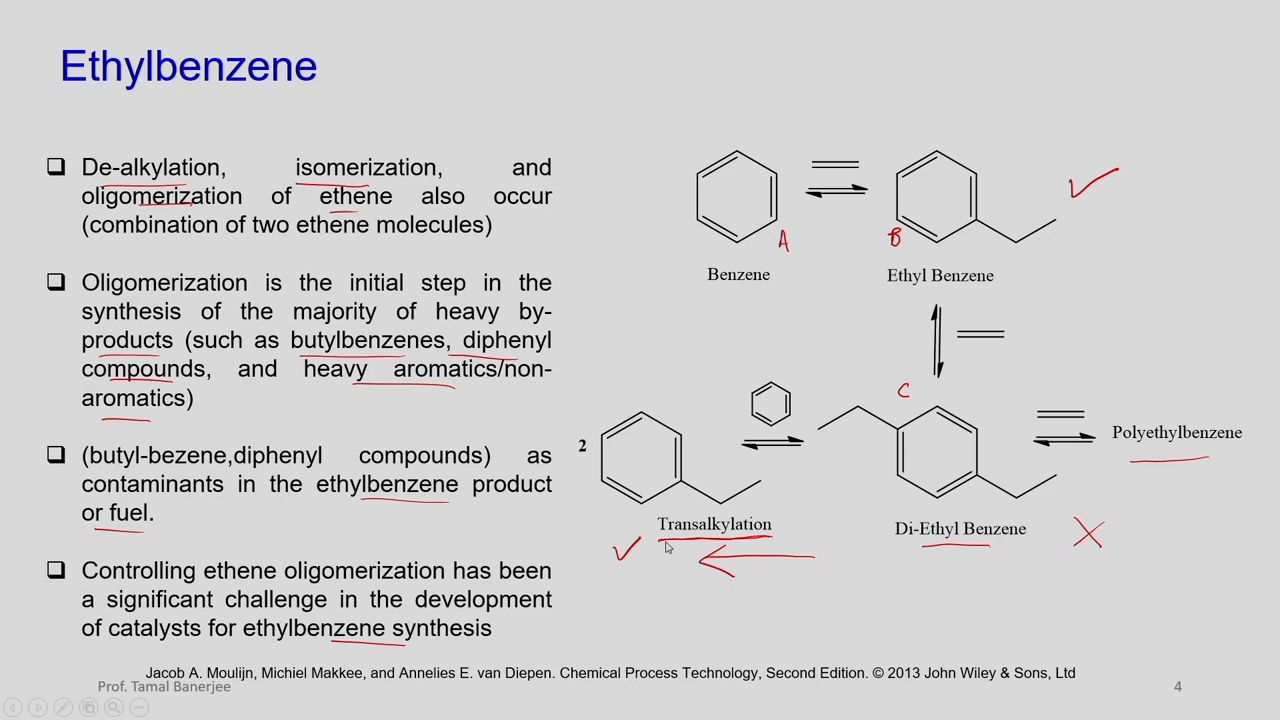 Ethylbenzene
De-alkylation, isomerization, and
oligomerization of ethene also occur
(combination of two ethene molecules)
Oligomerization is the initial step in the
synthesis of the majority of heavy by-
products (such as butylbenzenes, diphenyl
compounds, and heavy aromatics/non-
aromatics)
(butyl-bezene,diphenyl compounds) as
contaminants in the ethylbenzene product
or fuel.
Controlling ethene oligomerization has been
a significant challenge in the development
of catalysts for ethylbenzene synthesis
A
B
Benzene
Ethyl Benzene
C
2
Polyethylbenzene
Transalkylation
Di-Ethyl Benzene
Jacob A. Moulijn, Michiel Makkee, and Annelies E. van Diepen. Chemical Process Technology, Second Edition. © 2013 John Wiley & Sons, Ltd
Prof. Tamal Banerjee
4